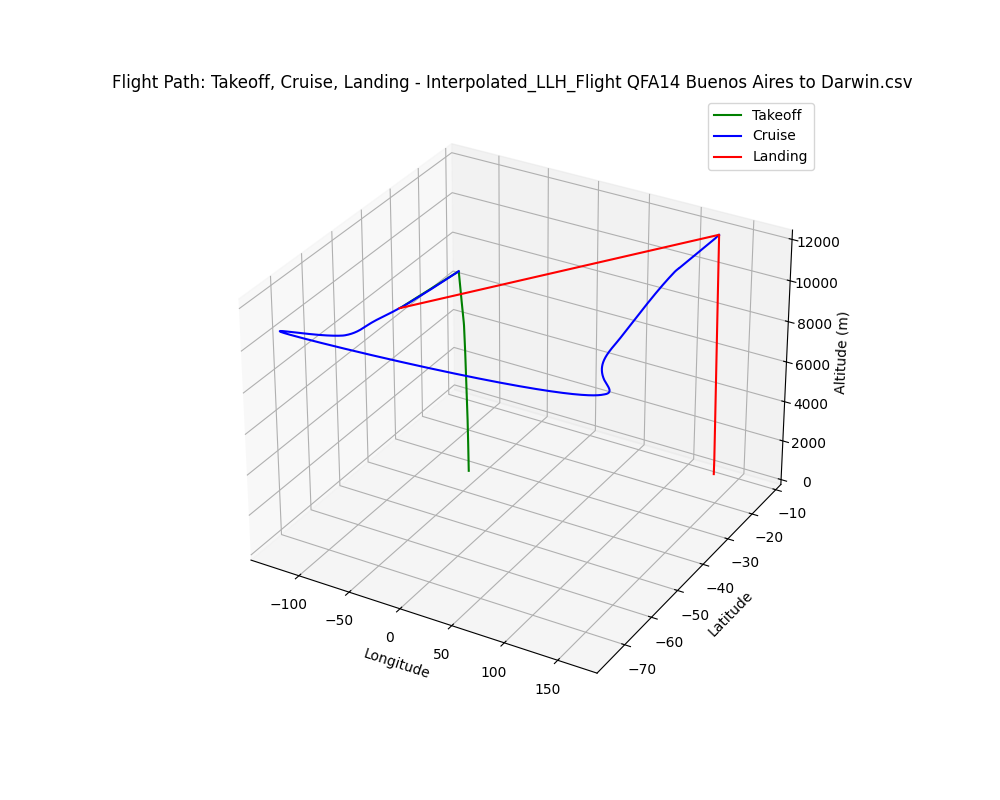 Flight Path: Takeoff, Cruise, Landing - Interpolated_LLH_Flight QFA14 Buenos Aires to Darwin.csv
Takeoff
Cruise
Landing
12000
10000
8000
6000
4000
2000
0
Altitude (m)
−10
−20
−30
−40
−50
−60
−70
Latitude
−100
−50
0
50
100
150
Longitude